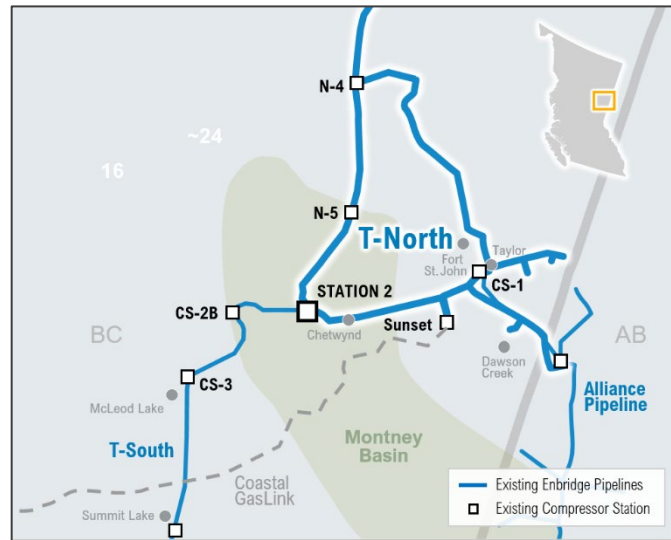 N-4
~24
16
N-5
T-North
Fort
St. John
Taylor
CS-1
STATION 2
CS-2B
Chetwynd
Sunset
BC
AB
CS-3
Dawson
Creek
McLeod Lake
Alliance
Pipeline
T-South
Montney
Basin
Coastal
GasLink
Summit Lake
Existing Enbridge Pipelines
Existing Compressor Station